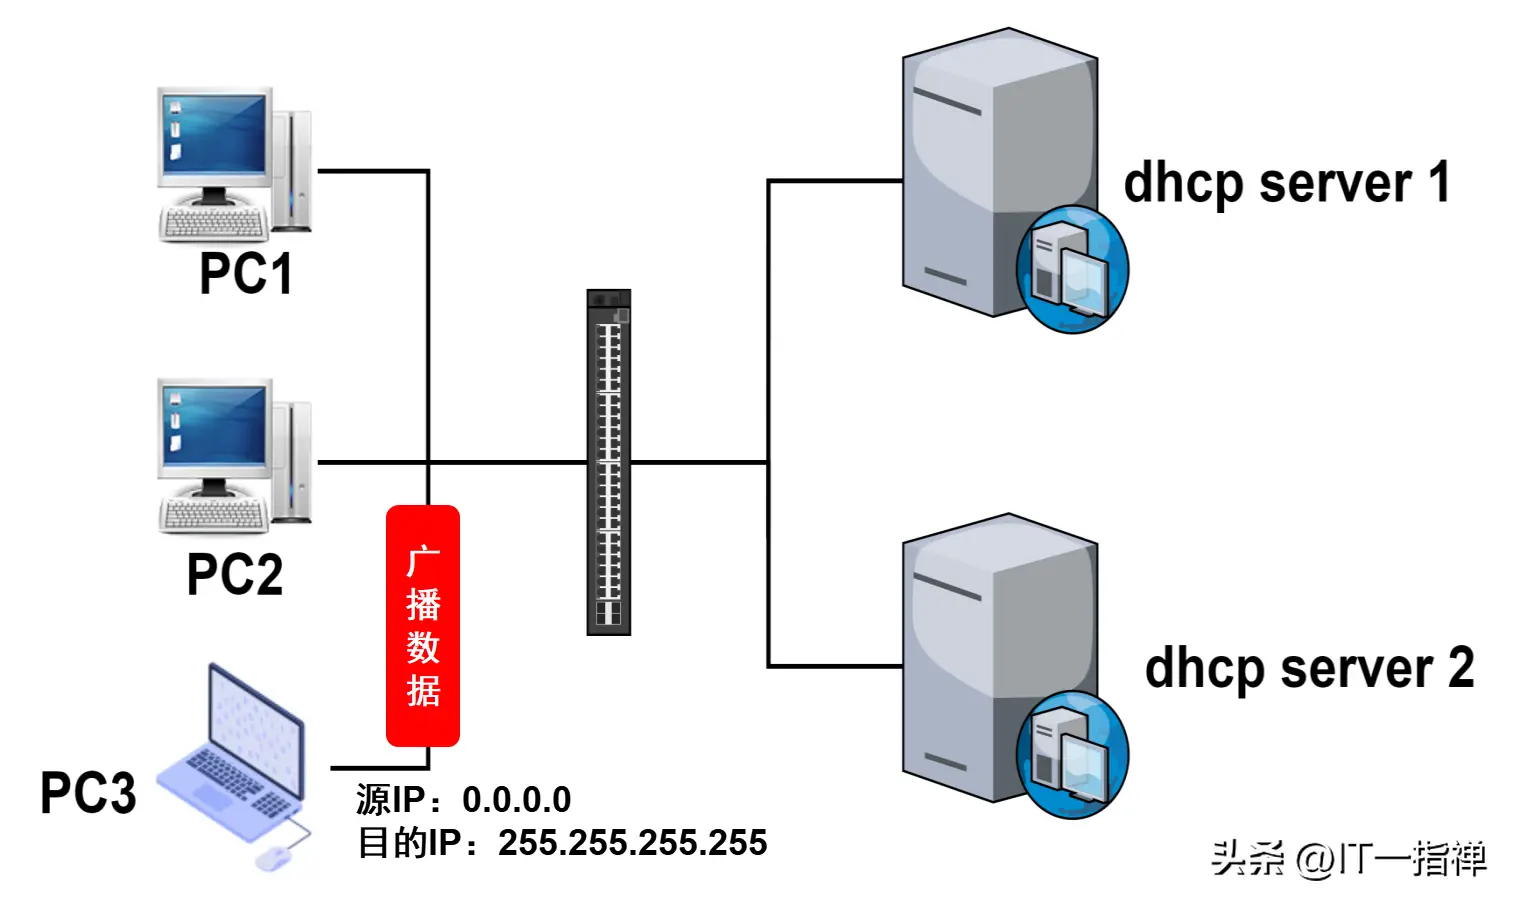 dhcp server 1
PC1
PC2
广播数据
dhcp server 2
PC3
源IP：0.0.0.0
目的IP：255.255.255.255
头条 @IT一指禅